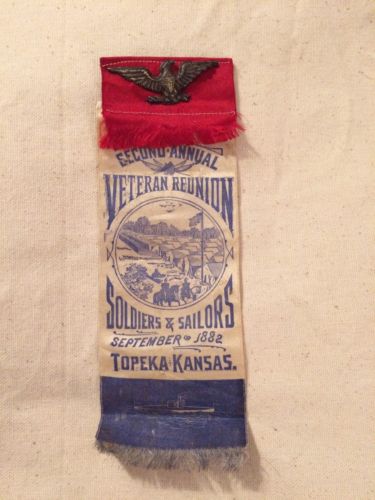 SECOND ANNUAL
VETERAN REUNION
SOLDIERS & SAILORS
SEPTEMBER 1882
TOPEKA KANSAS.